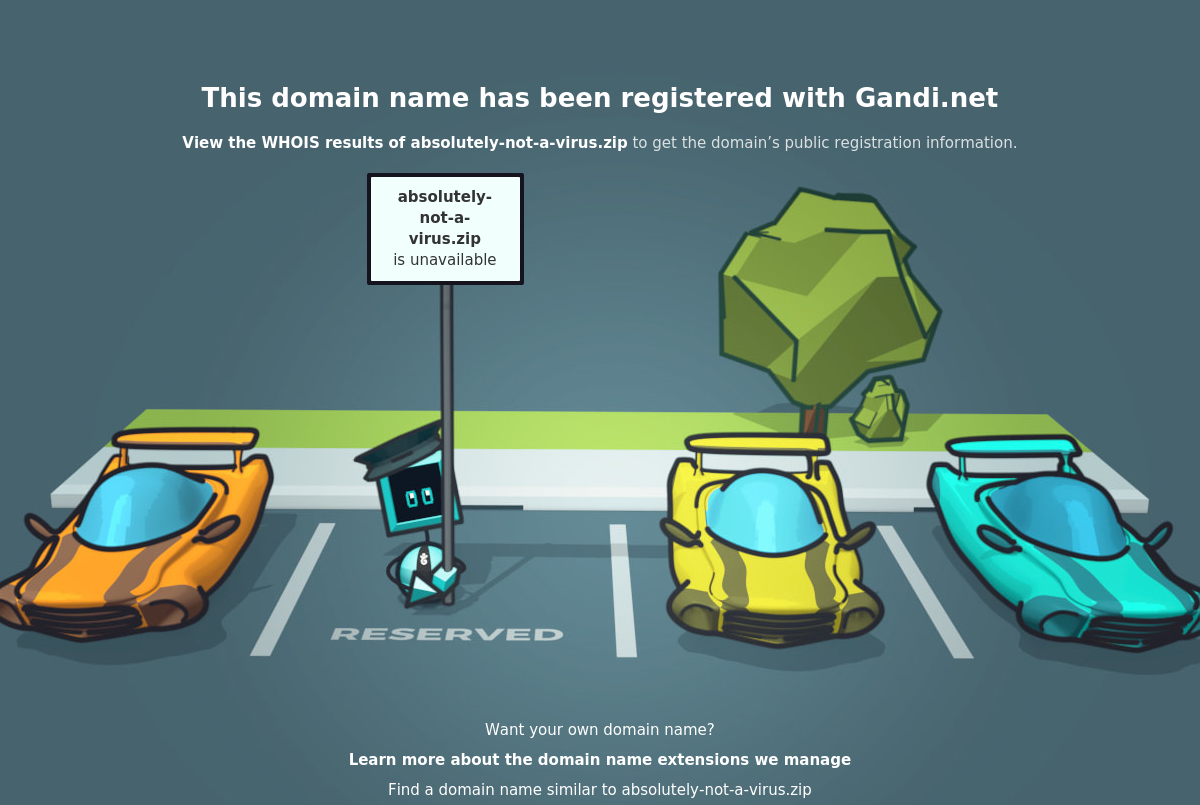 This domain name has been registered with Gandi.net
View the WHOIS results of absolutely-not-a-virus.zip to get the domain’s public registration information.
absolutely-
not-a-
virus.zip
is unavailable
RESERVED
Want your own domain name?
Learn more about the domain name extensions we manage
Find a domain name similar to absolutely-not-a-virus.zip